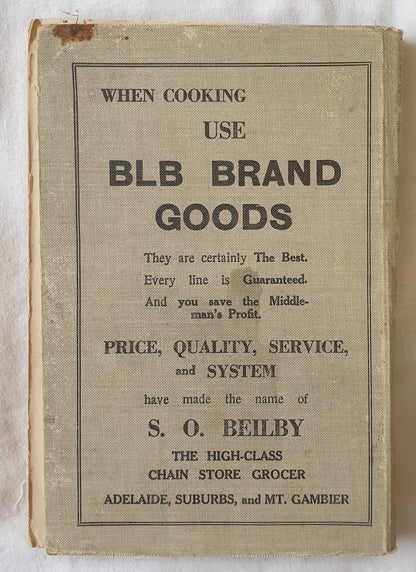 WHEN COOKING
USE
BLB BRAND
GOODS
They are certainly The Best.
Every line is Guaranteed.
And you save the Middle-
man's Profit.
PRICE, QUALITY, SERVICE,
and SYSTEM
have made the name of
S. O. BEILBY
THE HIGH-CLASS
CHAIN STORE GROCER
ADELAIDE, SUBURBS, and MT. GAMBIER